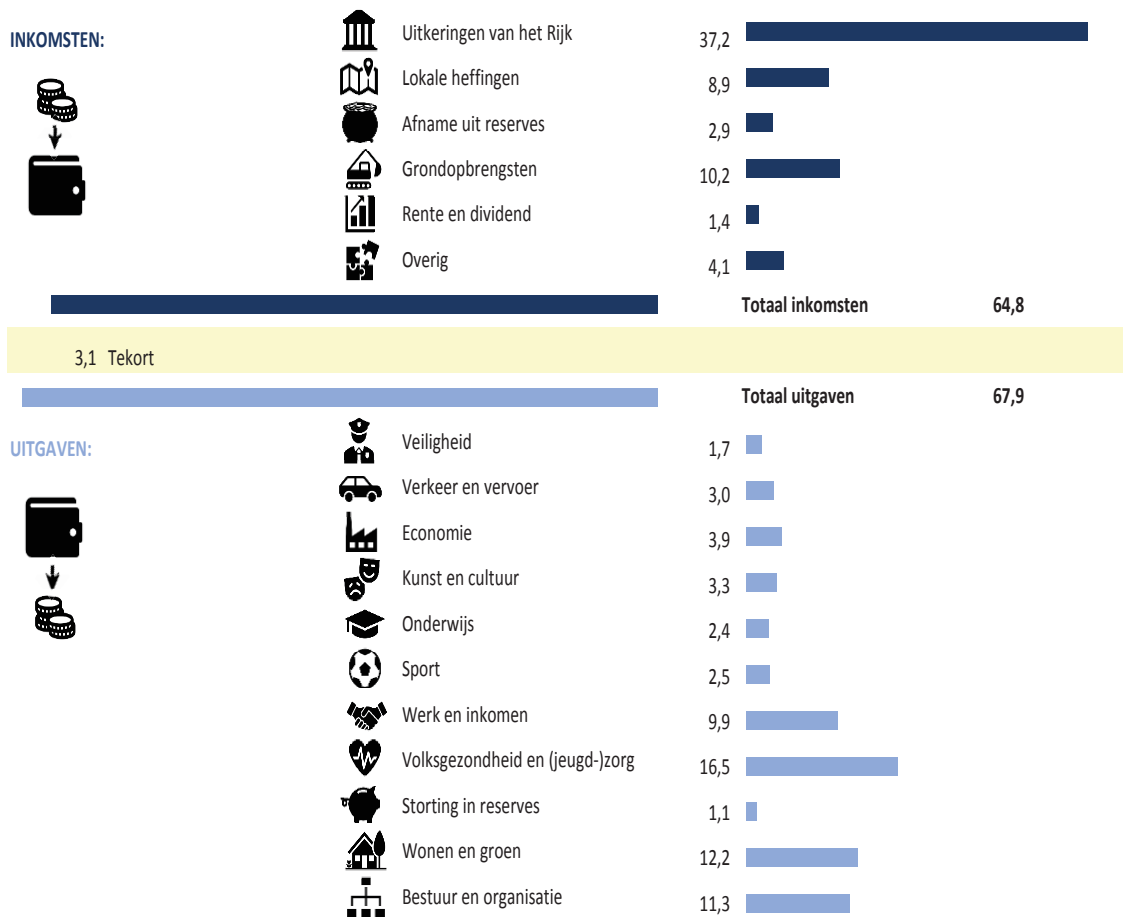 INKOMSTEN:
Uitkeringen van het Rijk 37,2
Lokale heffingen 8,9
Afname uit reserves 2,9
Grondopbrengsten 10,2
Rente en dividend 1,4
Overig 4,1
Totaal inkomsten 64,8
3,1 Tekort
Totaal uitgaven 67,9
UITGAVEN:
Veiligheid 1,7
Verkeer en vervoer 3,0
Economie 3,9
Kunst en cultuur 3,3
Onderwijs 2,4
Sport 2,5
Werk en inkomen 9,9
Volksgezondheid en (jeugd-)zorg 16,5
Storting in reserves 1,1
Wonen en groen 12,2
Bestuur en organisatie 11,3